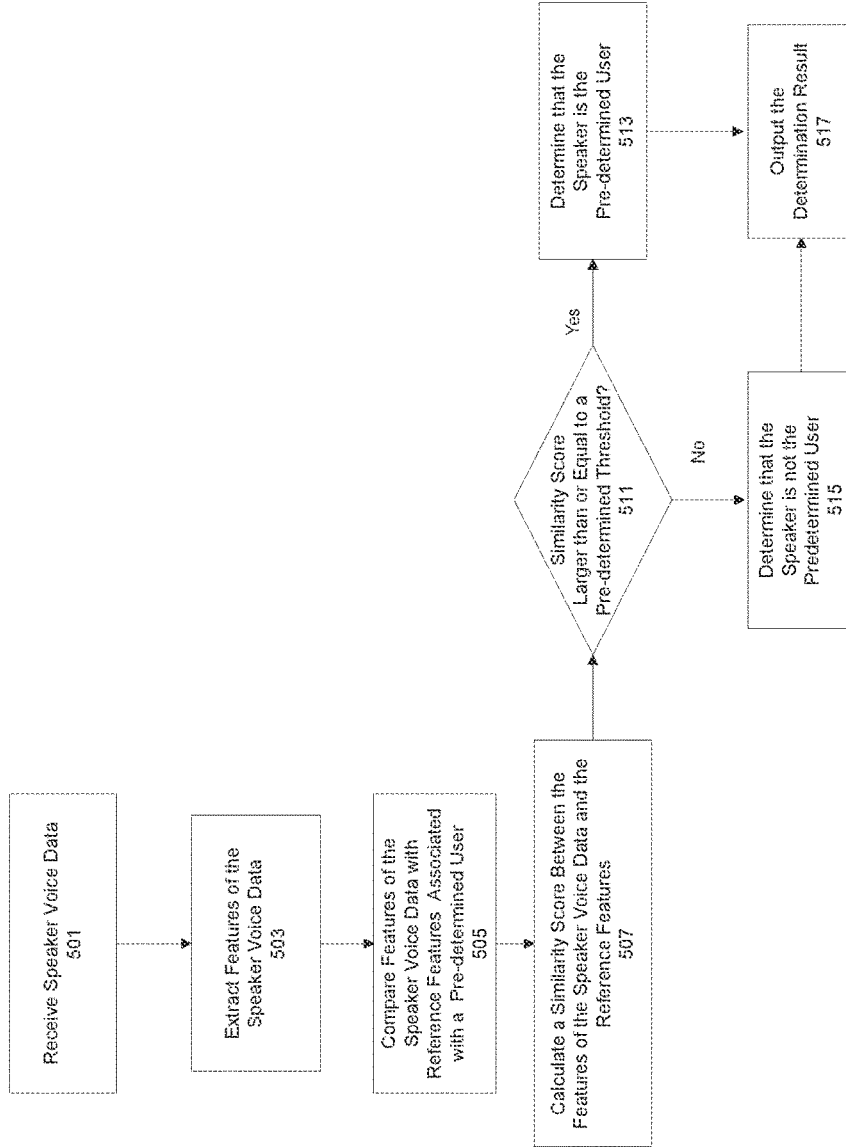 Receive Speaker Voice Data
501
Extract Features of the
Speaker Voice Data
503
Compare Features of the
Speaker Voice Data with
Reference Features Associated
with a Pre-determined User
505
Calculate a Similarity Score Between the
Features of the Speaker Voice Data and the
Reference Features
507
Similarity Score
Larger than or Equal to a
Pre-determined Threshold?
511
Yes
No
Determine that the
Speaker is the
Pre-determined User
513
Determine that the
Speaker is not the
Predetermined User
515
Output the
Determination Result
517